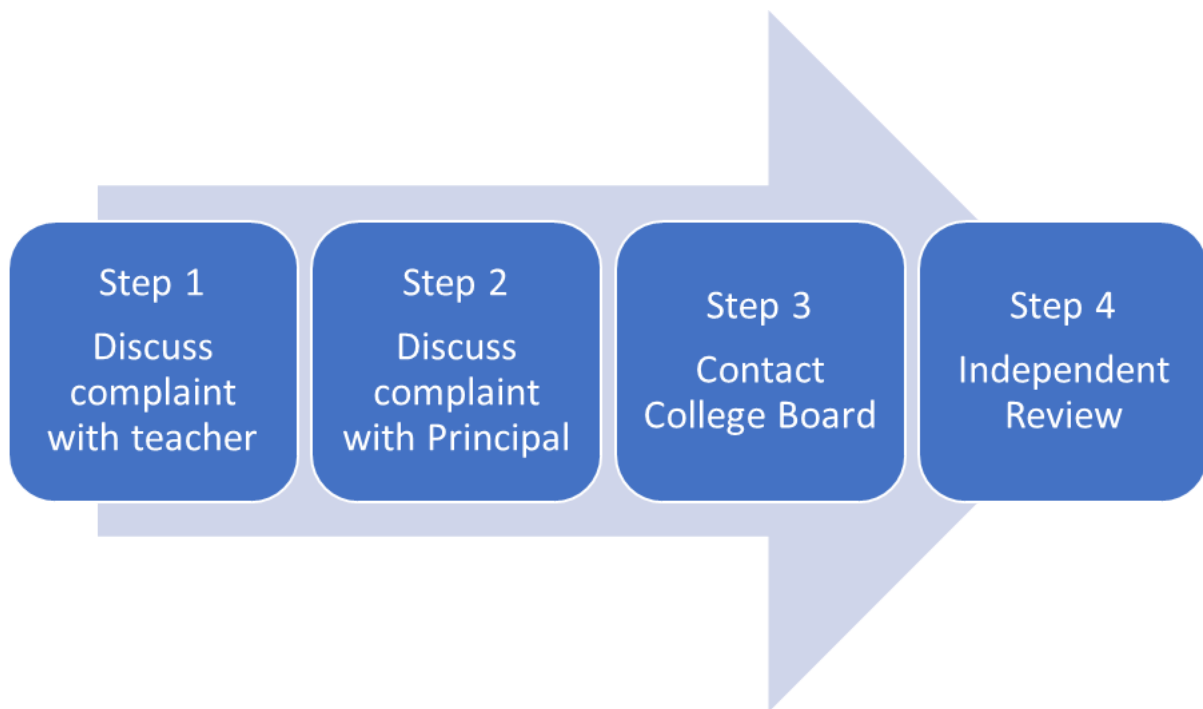 Step 1
Discuss
complaint
with teacher
Step 2
Discuss
complaint
with Principal
Step 3
Contact
College Board
Step 4
Independent
Review